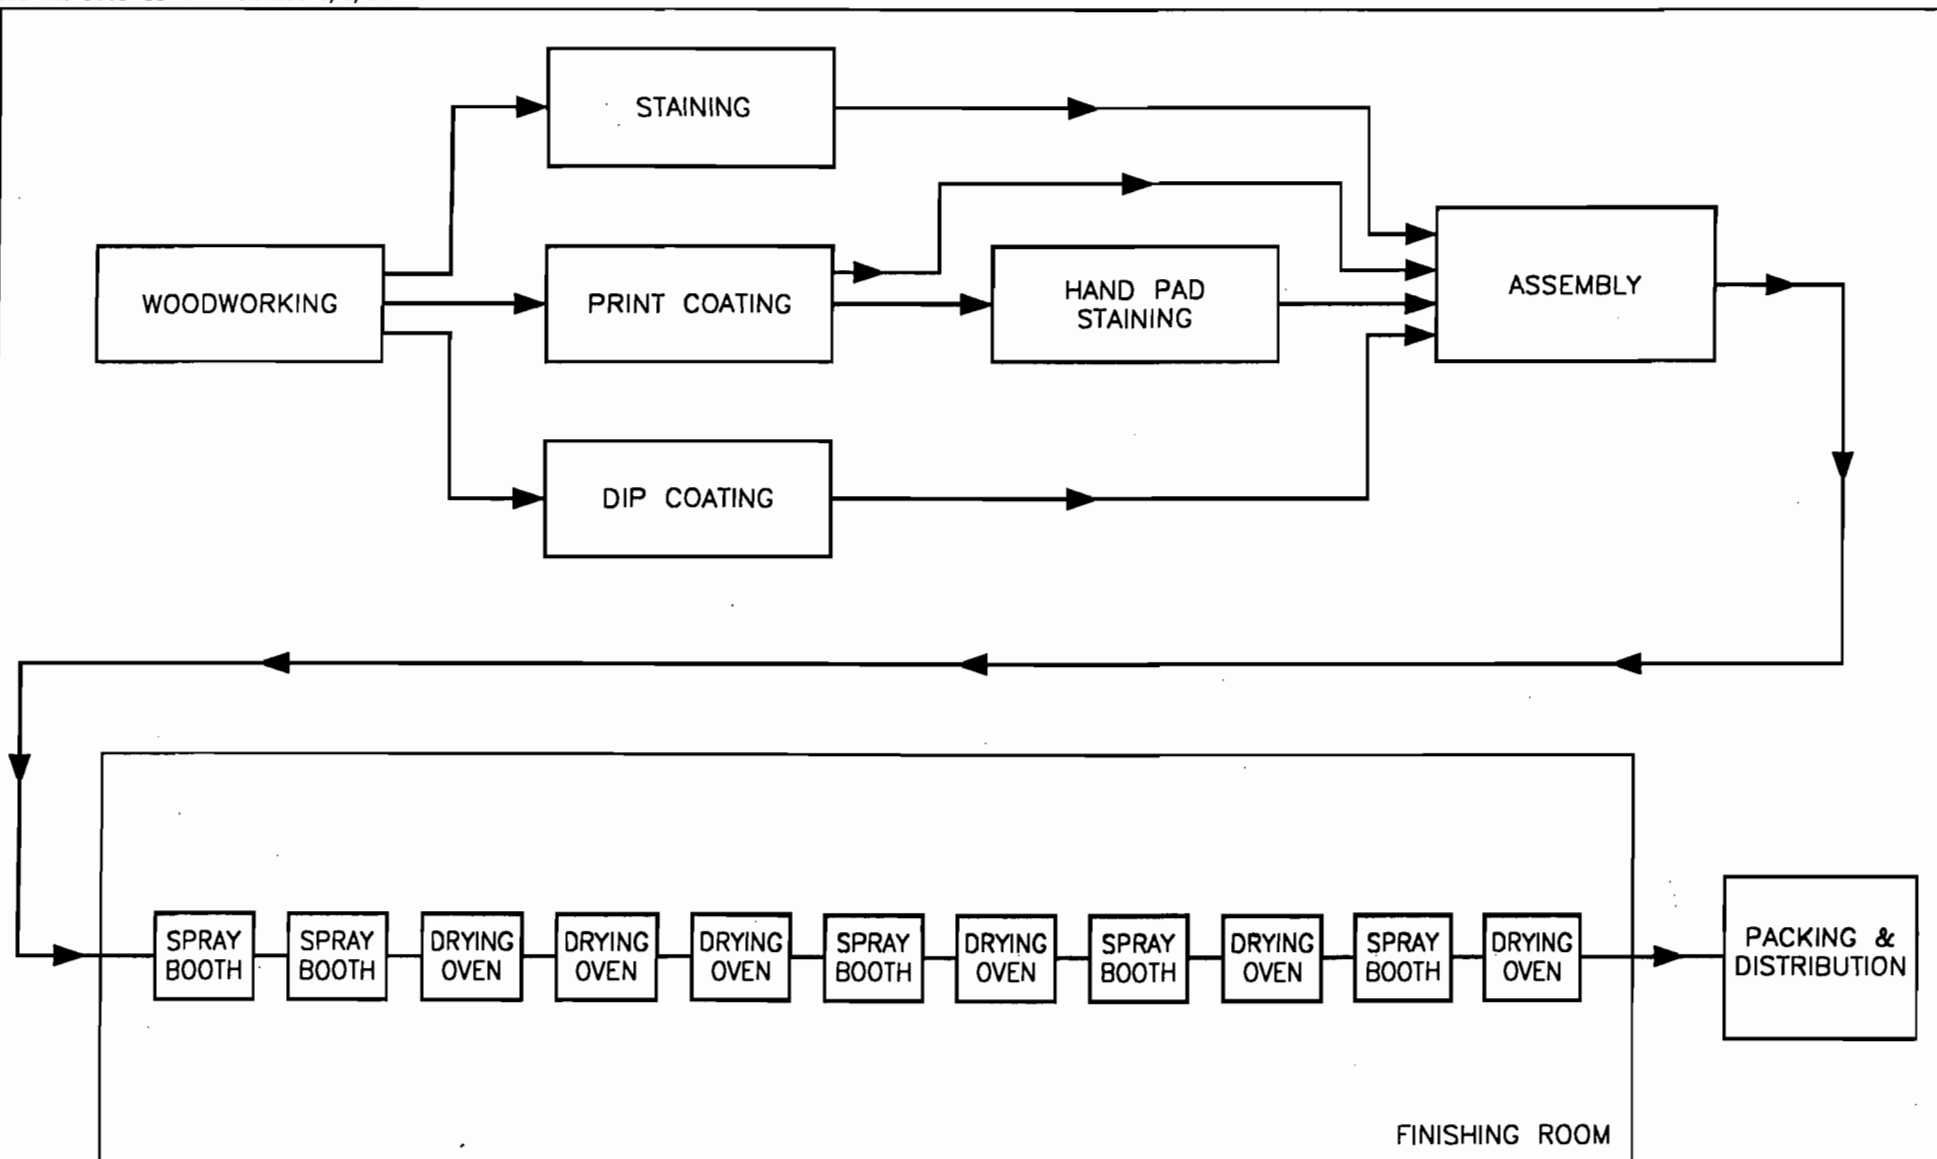 STAINING
WOODWORKING
PRINT COATING
HAND PAD
STAINING
ASSEMBLY
DIP COATING
SPRAY
BOOTH
SPRAY
BOOTH
DRYING
OVEN
DRYING
OVEN
DRYING
OVEN
SPRAY
BOOTH
DRYING
OVEN
SPRAY
BOOTH
DRYING
OVEN
SPRAY
BOOTH
DRYING
OVEN
PACKING &
DISTRIBUTION
FINISHING ROOM